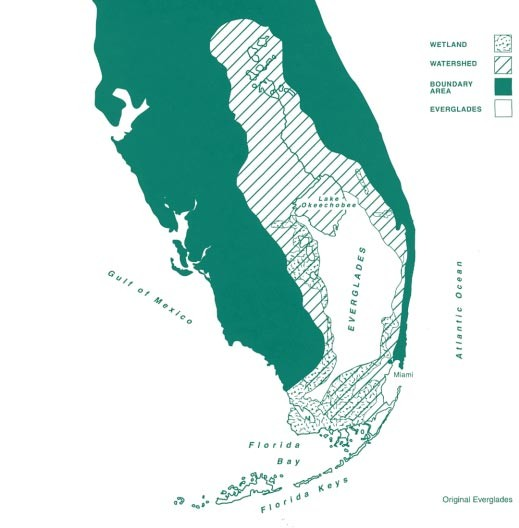 WETLAND
WATERSHED
BOUNDARY
AREA
EVERGLADES
Lake
Okeechobee
EVERGLADES
Gulf of Mexico
Atlantic Ocean
Miami
Florida
Bay
Florida Keys
Original Everglades